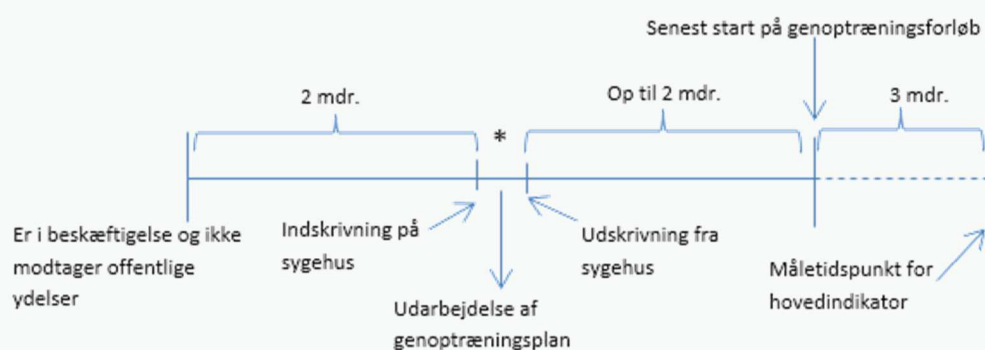 Senest start på genoptræningsforløb
2 mdr.
Op til 2 mdr.
3 mdr.
*
Er i beskæftigelse og ikke
modtager offentlige
ydelser
Indskrivning på
sygehus
Udskrivning fra
sygehus
Måletidspunkt for
hovedindikator
Udarbejdelse af
genoptræningsplan